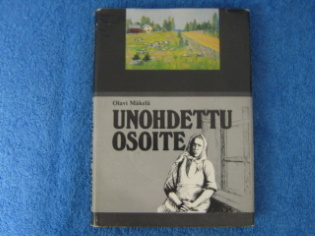 Olavi Mäkelä
UNOHDETTU
OSOITE